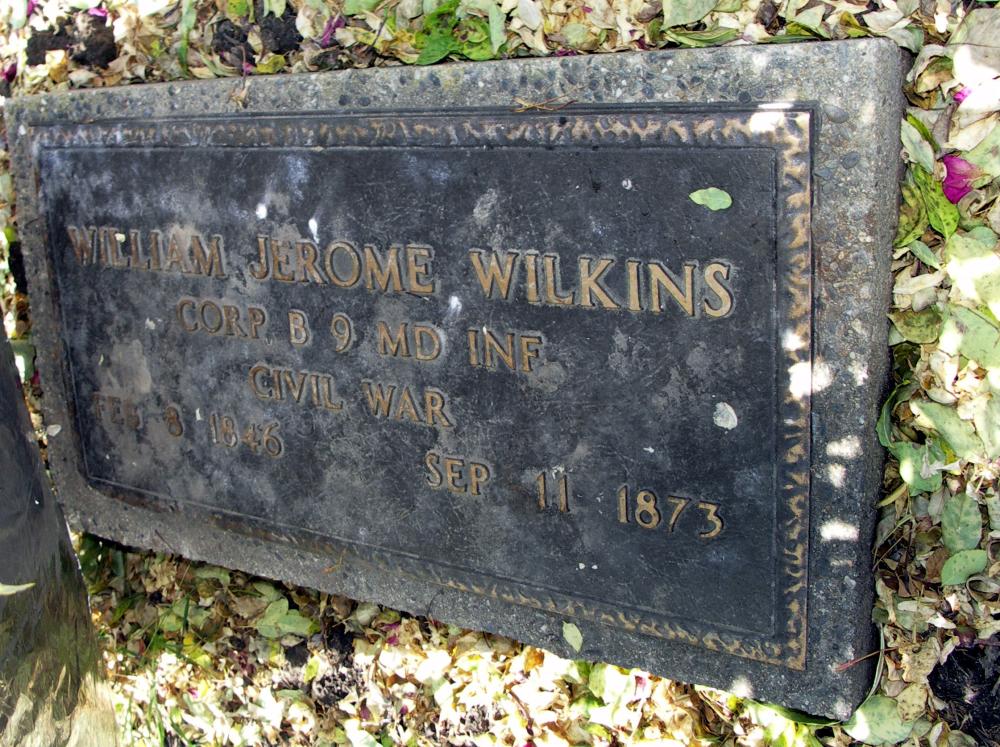 WILLIAM JEROME WILKINS
CORP. B 9 MD INF
CIVIL WAR
FEB 8 1846 SEP 11 1873